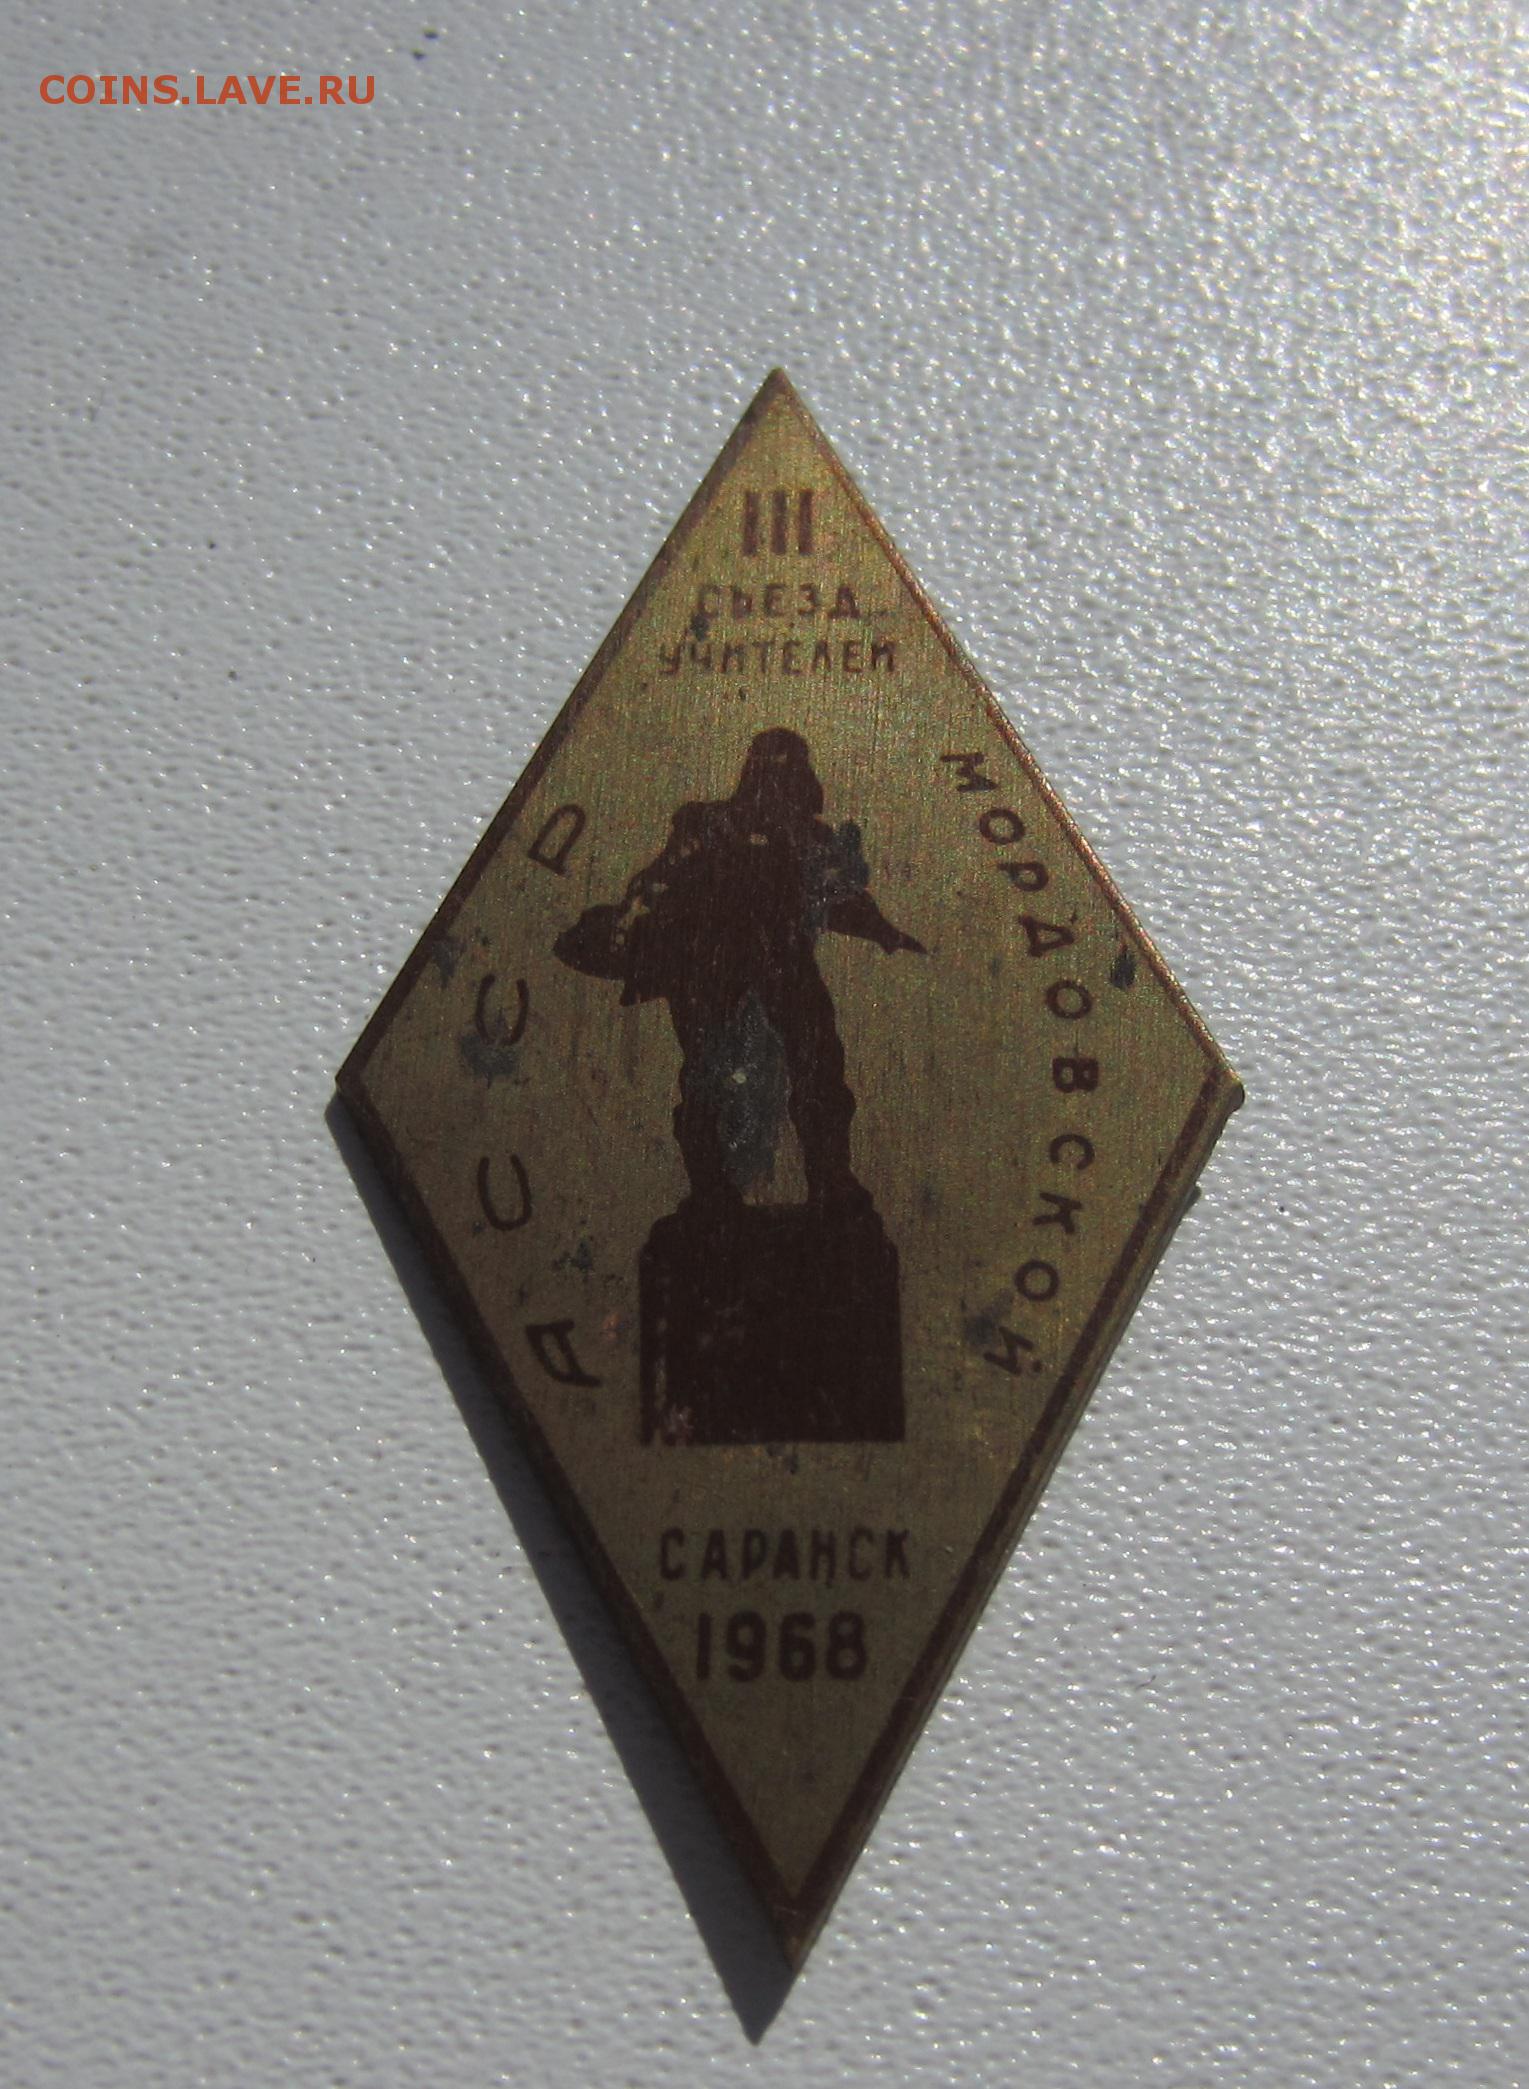 COINS.LAVE.RU
III
СЪЕЗД
УЧИТЕЛЕЙ
МОРДОВСКОЙ
АССР
САРАНСК
1968